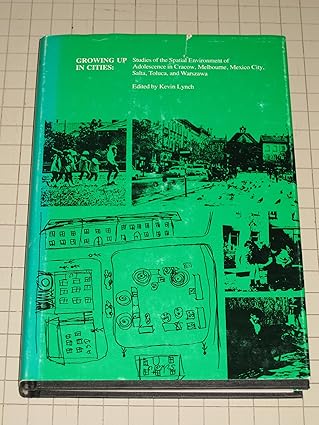 GROWING UP
IN CITIES:
Studies of the Spatial Environment of
Adolescence in Cracow, Melbourne, Mexico City,
Salta, Toluca, and Warszawa
Edited by Kevin Lynch